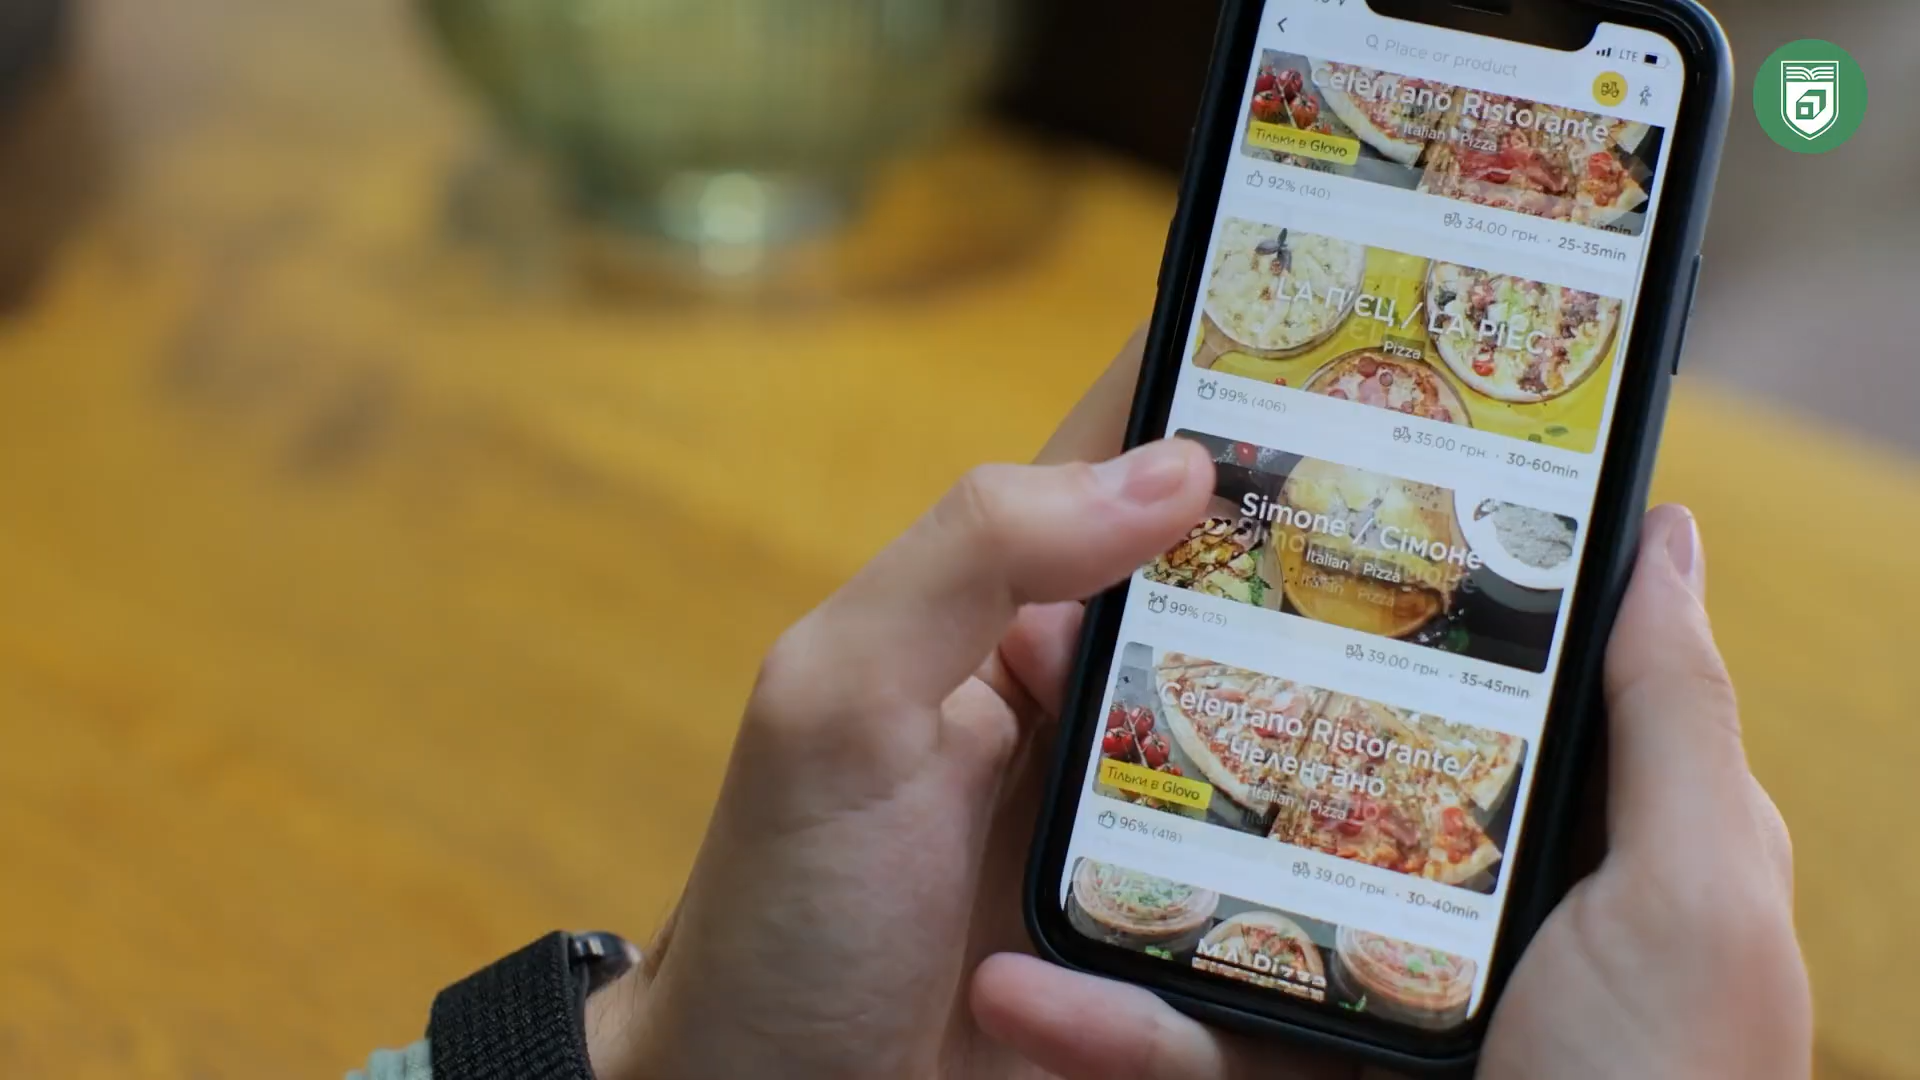 LTE
Place or product
Celentano Ristorante
Italian Pizza
Тільки в Glovo
92% (140)
34.00 грн. · 25-35min
LA П'ЄЦ / LA PIEC
Pizza
99% (406)
35.00 грн. · 30-60min
Simone / Сімоне
Italian Pizza
99% (25)
39.00 грн. · 35-45min
Celentano Ristorante/
Челентано
Italian Pizza
Тільки в Glovo
96% (418)
39.00 грн. · 30-40min
Pizza